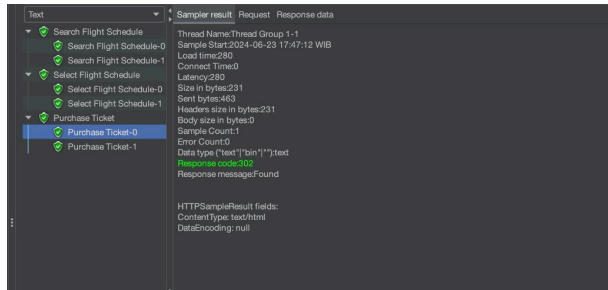 Text
Search Flight Schedule
Search Flight Schedule-0
Search Flight Schedule-1
Select Flight Schedule
Select Flight Schedule-0
Select Flight Schedule-1
Purchase Ticket
Purchase Ticket-0
Purchase Ticket-1
Sampler result Request Response data
Thread Name:Thread Group 1-1
Sample Start:2024-06-23 17:47:12 WIB
Load time:280
Connect Time:0
Latency:280
Size in bytes:231
Sent bytes:463
Headers size in bytes:231
Body size in bytes:0
Sample Count:1
Error Count:0
Data type ("text"|"bin"|""):text
Response code:302
Response message:Found
HTTPSampleResult fields:
ContentType: text/html
DataEncoding: null